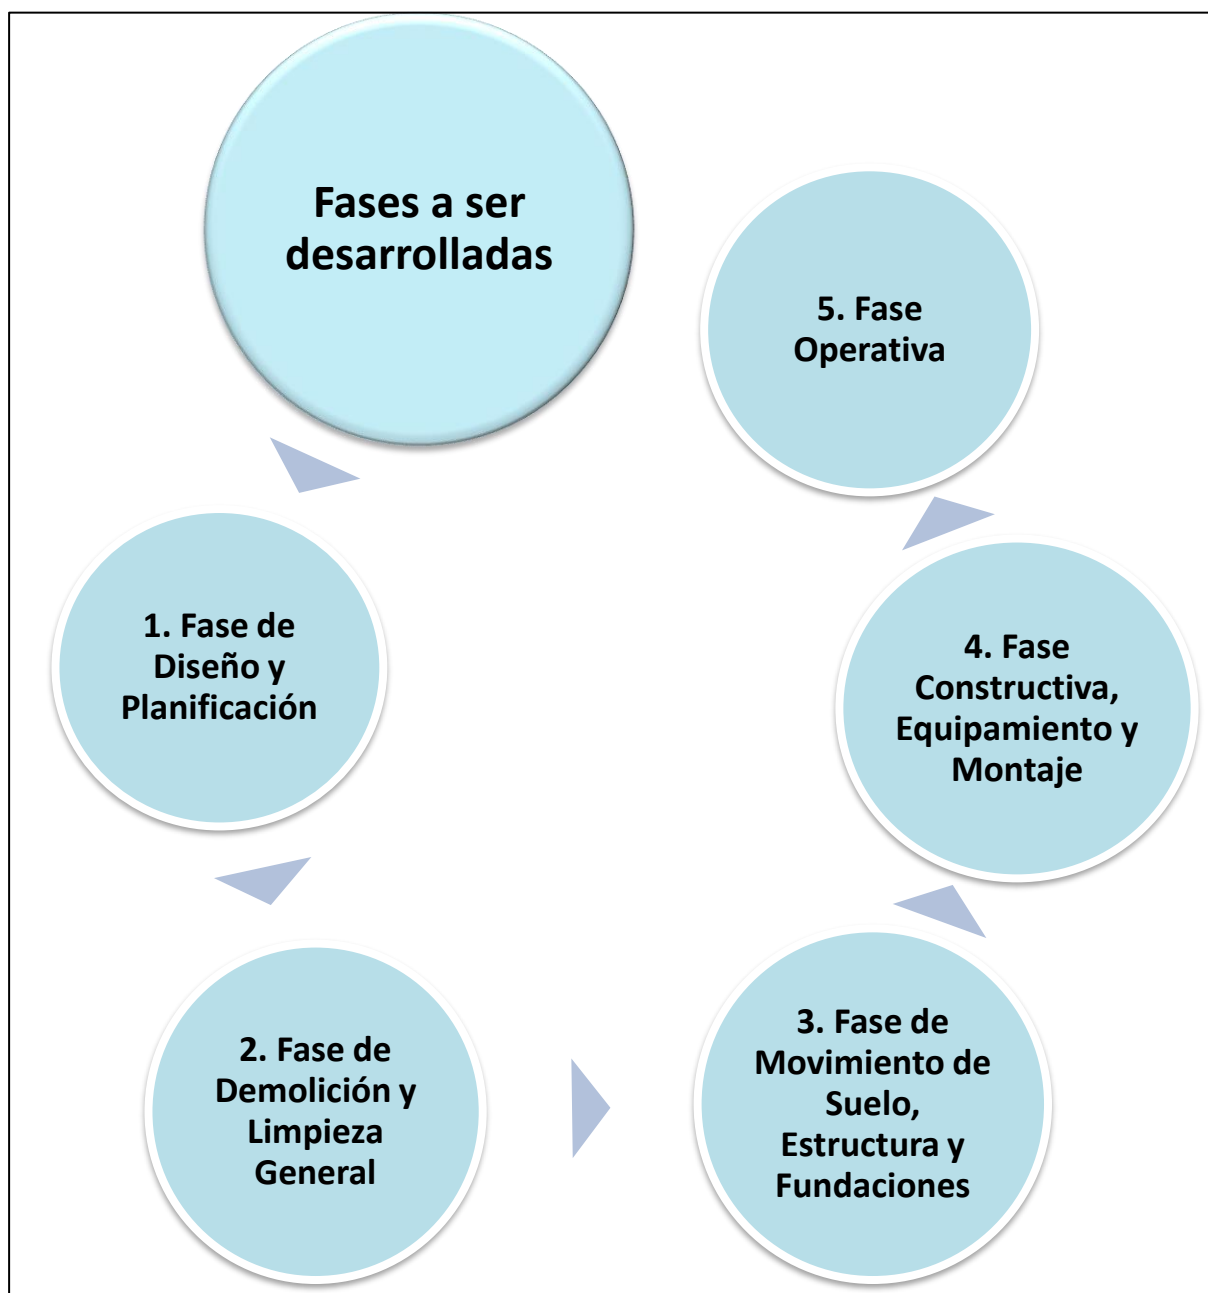 Fases a ser
desarrolladas
1. Fase de
Diseño y
Planificación
2. Fase de
Demolición y
Limpieza
General
3. Fase de
Movimiento de
Suelo,
Estructura y
Fundaciones
4. Fase
Constructiva,
Equipamiento y
Montaje
5. Fase
Operativa